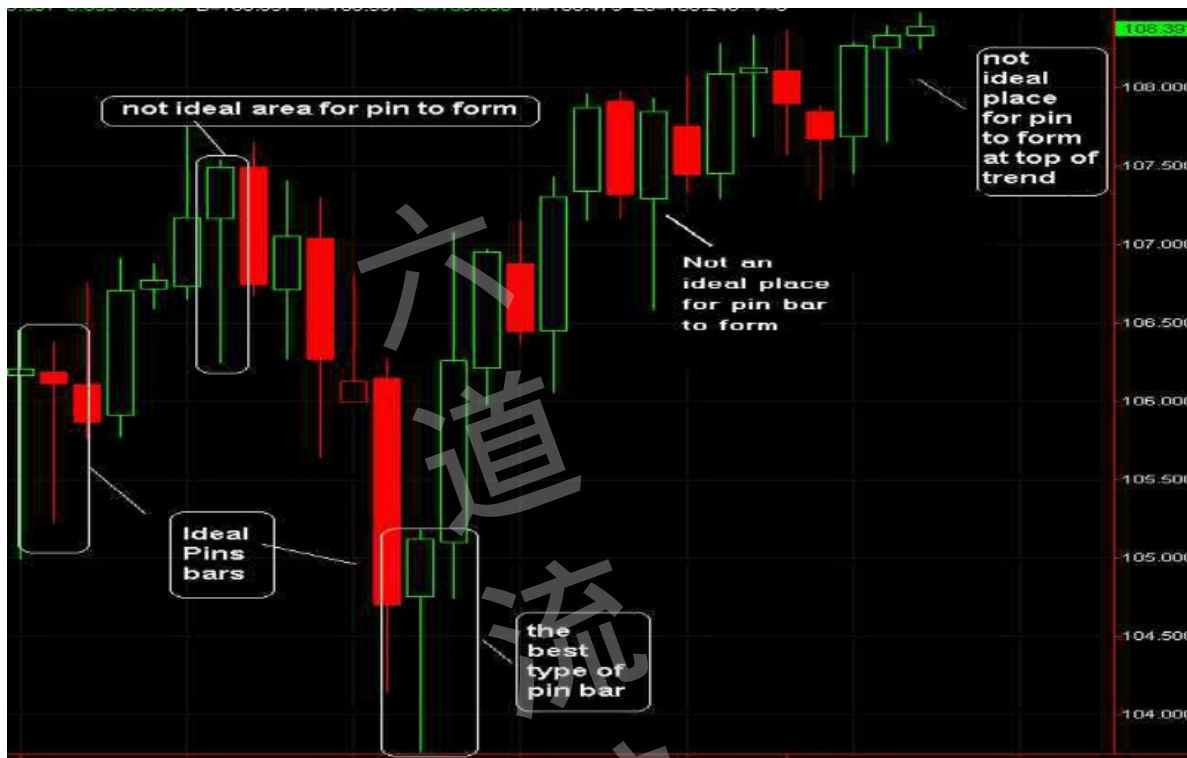 108.39
not
ideal
place
for pin
to form
at top of
trend
not ideal area for pin to form
108.000
107.500
107.000
Not an
ideal place
for pin bar
to form
106.500
106.000
105.500
Ideal
Pins
bars
105.000
the
best
type of
pin bar
104.500
104.000
六
道
流